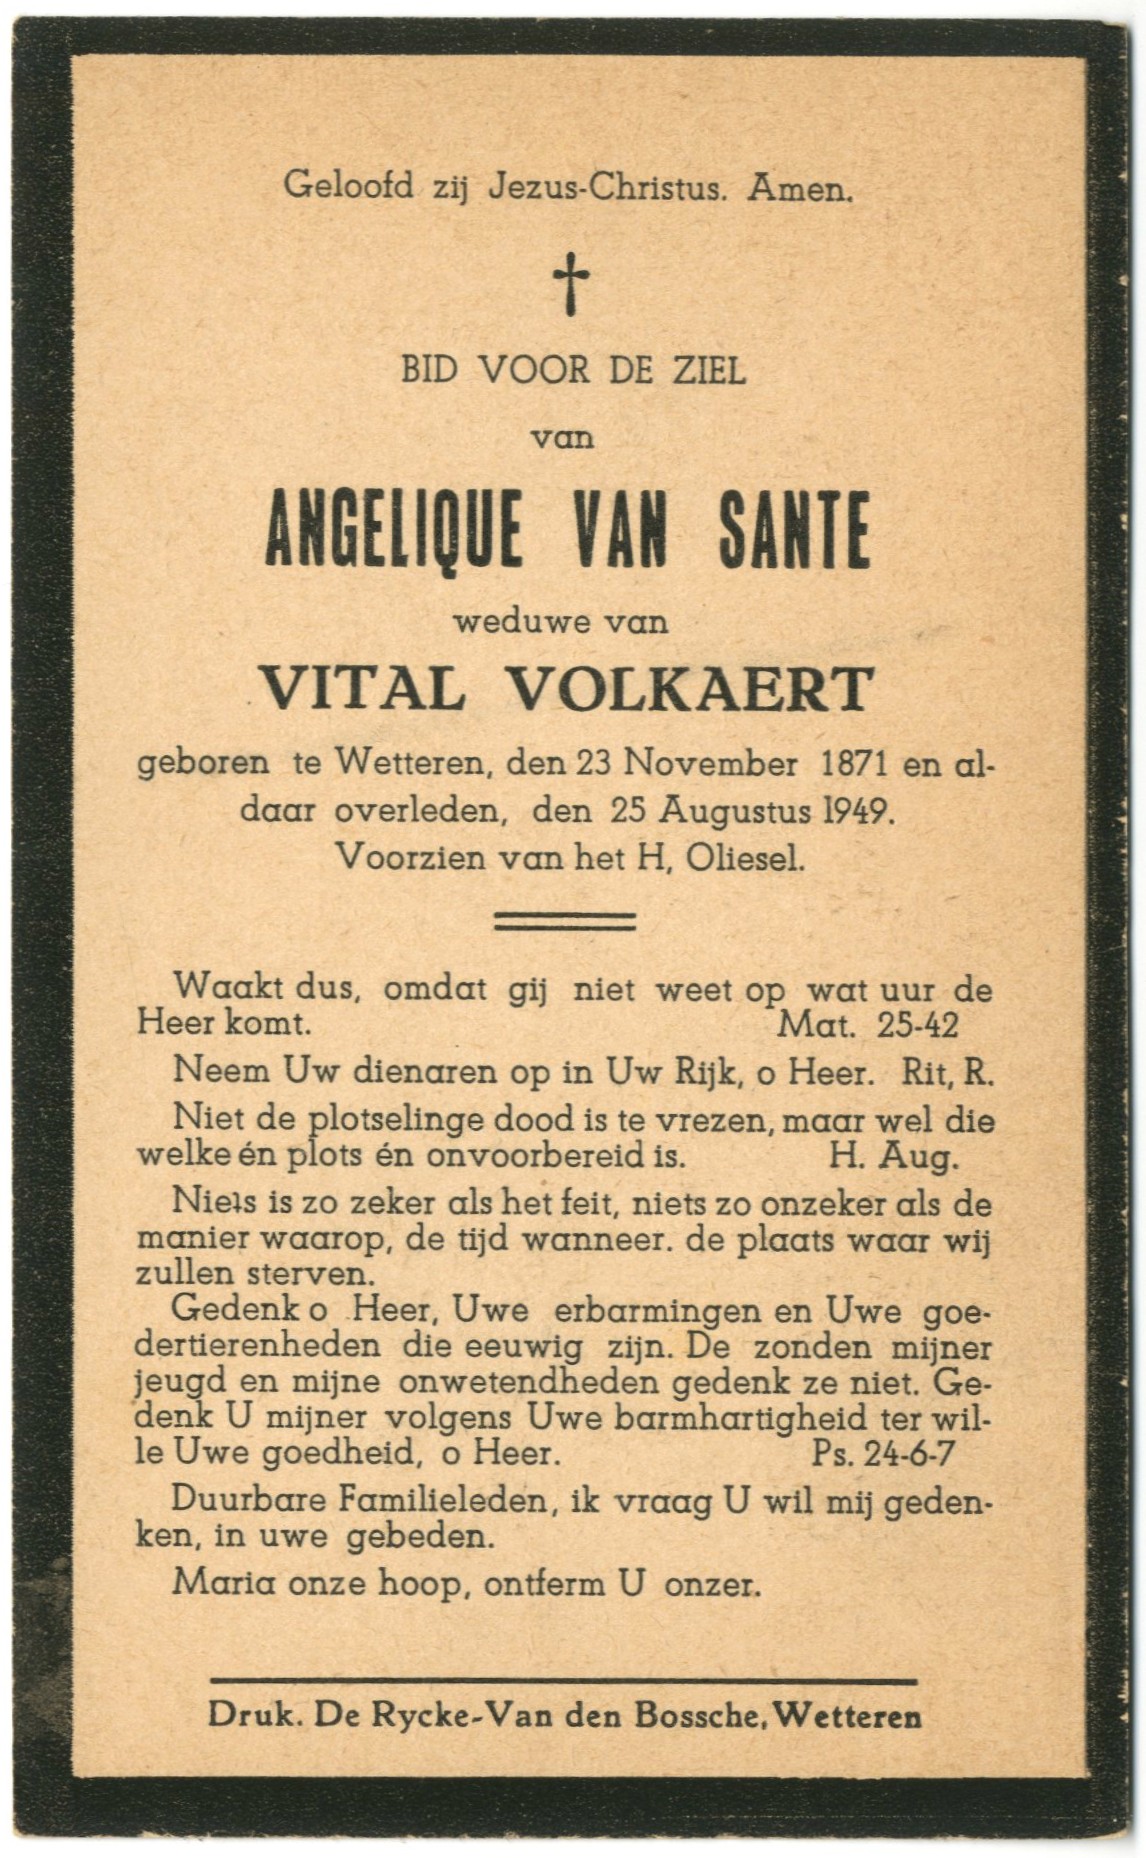 Geloofd zij Jezus-Christus. Amen.
BID VOOR DE ZIEL
van
ANGELIQUE VAN SANTE
weduwe van
VITAL VOLKAERT
geboren te Wetteren, den 23 November 1871 en al-
daar overleden, den 25 Augustus 1949.
Voorzien van het H, Oliesel.
Waakt dus, omdat gij niet weet op wat uur de
Heer komt. Mat. 25-42
Neem Uw dienaren op in Uw Rijk, o Heer. Rit, R.
Niet de plotselinge dood is te vrezen, maar wel die
welke én plots én onvoorbereid is. H. Aug.
Niets is zo zeker als het feit, niets zo onzeker als de
manier waarop, de tijd wanneer. de plaats waar wij
zullen sterven.
Gedenk o Heer, Uwe erbarmingen en Uwe goe-
dertierenheden die eeuwig zijn. De zonden mijner
jeugd en mijne onwetendheden gedenk ze niet. Ge-
denk U mijner volgens Uwe barmhartigheid ter wil-
le Uwe goedheid, o Heer. Ps. 24-6-7
Duurbare Familieleden, ik vraag U wil mij geden-
ken, in uwe gebeden.
Maria onze hoop, ontferm U onzer.
Druk. De Rycke-Van den Bossche, Wetteren